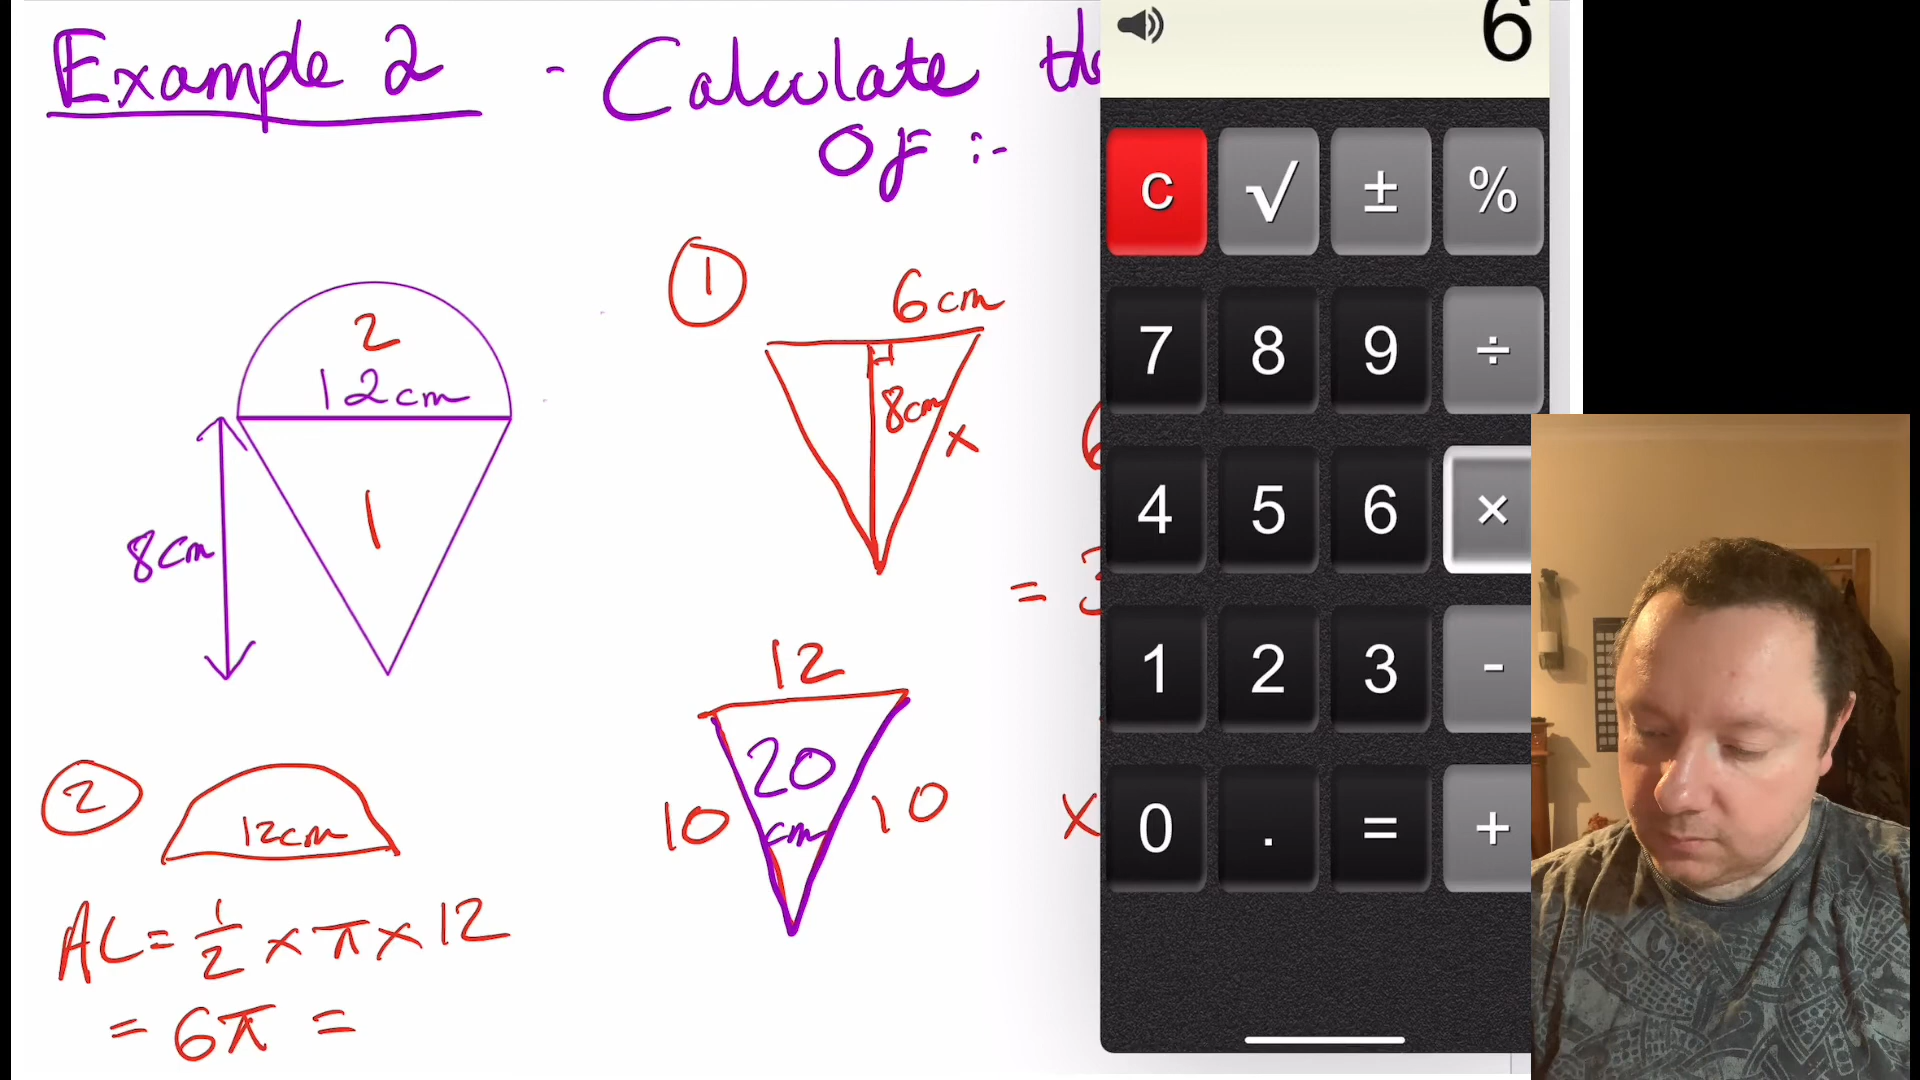 Example 2 - Calculate the
of :-
2
12cm
8cm
1
1
6cm
8cm
x
=
12
20
cm
10
10
x
2
12cm
AL = 1/2 × π × 12
= 6π =
6
C √ ± %
7 8 9 ÷
4 5 6 ×
1 2 3 -
0 . = +